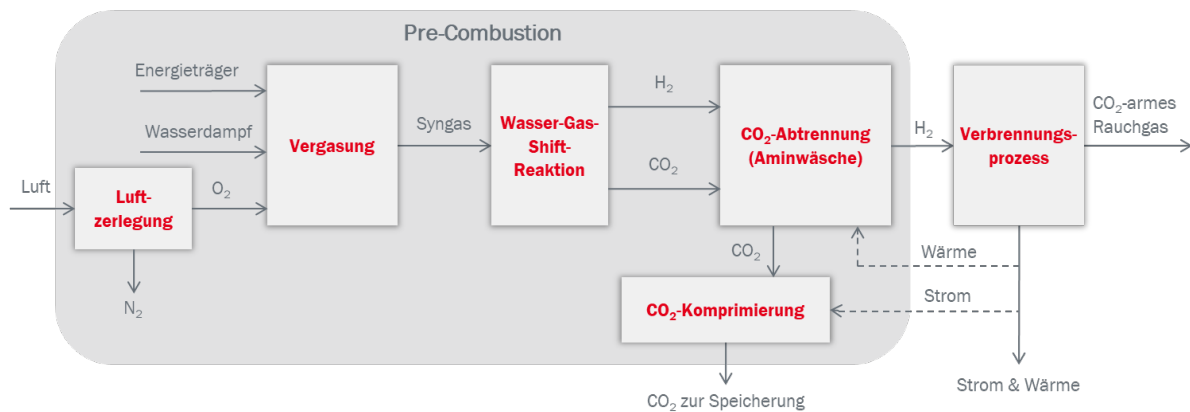 Pre-Combustion
Energieträger
Wasserdampf
Luft
Luft-
zerlegung
O₂
N₂
Vergasung
Syngas
Wasser-Gas-
Shift-
Reaktion
H₂
CO₂
CO₂-Abtrennung
(Aminwäsche)
H₂
Verbrennungs-
prozess
CO₂-armes
Rauchgas
CO₂
Wärme
Strom
CO₂-Komprimierung
CO₂ zur Speicherung
Strom & Wärme